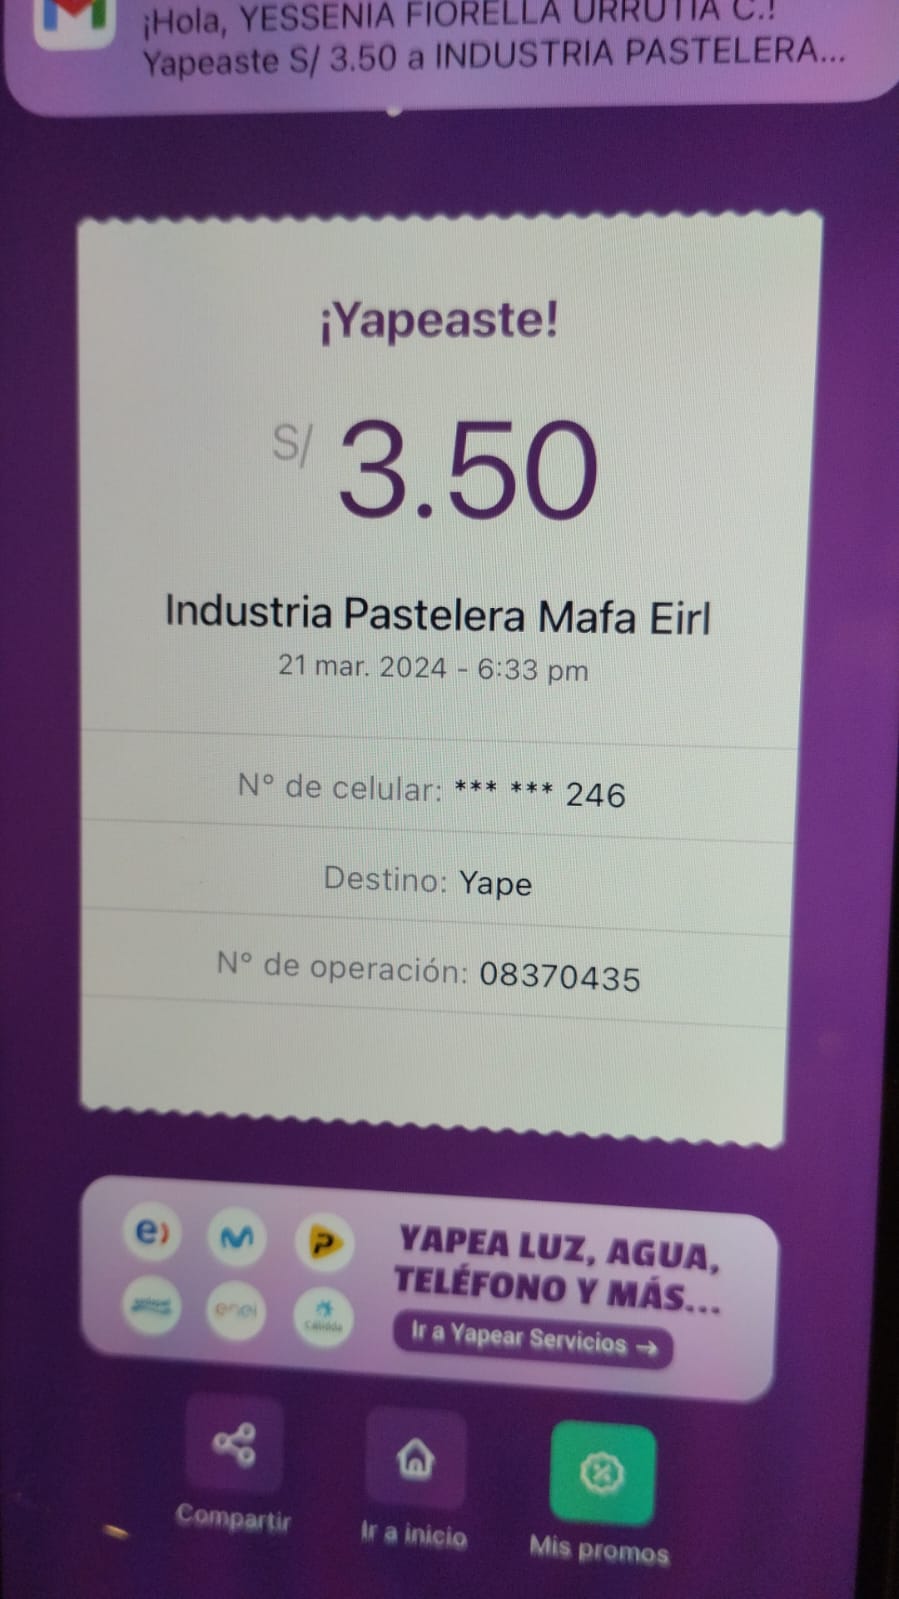 ¡Hola, YESSENIA FIORELLA URRUTIA C.!
Yapeaste S/ 3.50 a INDUSTRIA PASTELERA...
¡Yapeaste!
S/ 3.50
Industria Pastelera Mafa Eirl
21 mar. 2024 - 6:33 pm
N° de celular: *** *** 246
Destino: Yape
N° de operación: 08370435
YAPEA LUZ, AGUA,
TELÉFONO Y MÁS...
enel
Cálidda
Ir a Yapear Servicios →
Compartir
Ir a inicio
Mis promos